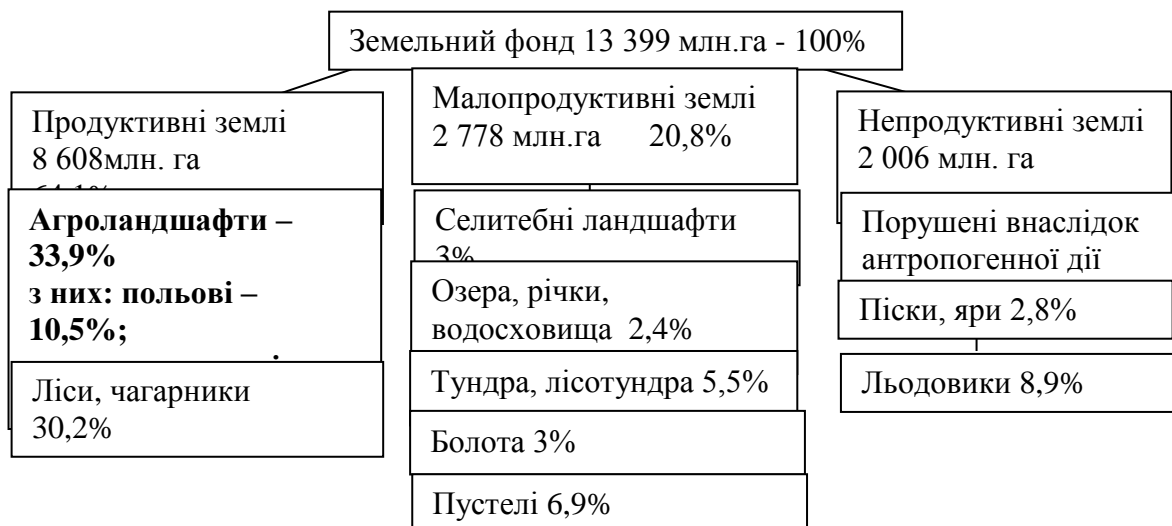 Земельний фонд 13 399 млн.га - 100%
Продуктивні землі
8 608млн. га
Агроландшафти –
33,9%
з них: польові –
10,5%;
Ліси, чагарники
30,2%
Малопродуктивні землі
2 778 млн.га 20,8%
Селитебні ландшафти
3%
Озера, річки,
водосховища 2,4%
Тундра, лісотундра 5,5%
Болота 3%
Пустелі 6,9%
Непродуктивні землі
2 006 млн. га
Порушені внаслідок
антропогенної дії
Піски, яри 2,8%
Льодовики 8,9%